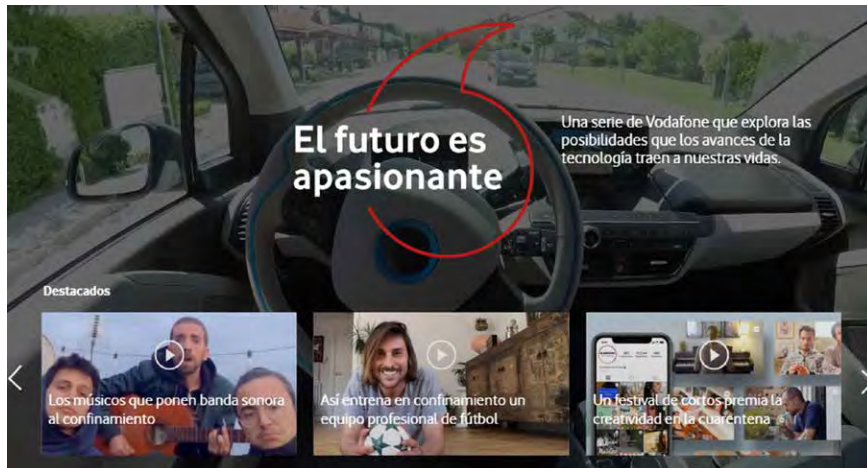 El futuro es
apasionante
Una serie de Vodafone que explora las
posibilidades que los avances de la
tecnología traen a nuestras vidas.
Destacados
Los músicos que ponen banda sonora
al confinamiento
Así entrena en confinamiento un
equipo profesional de fútbol
Un festival de cortos premia la
creatividad en la cuarentena